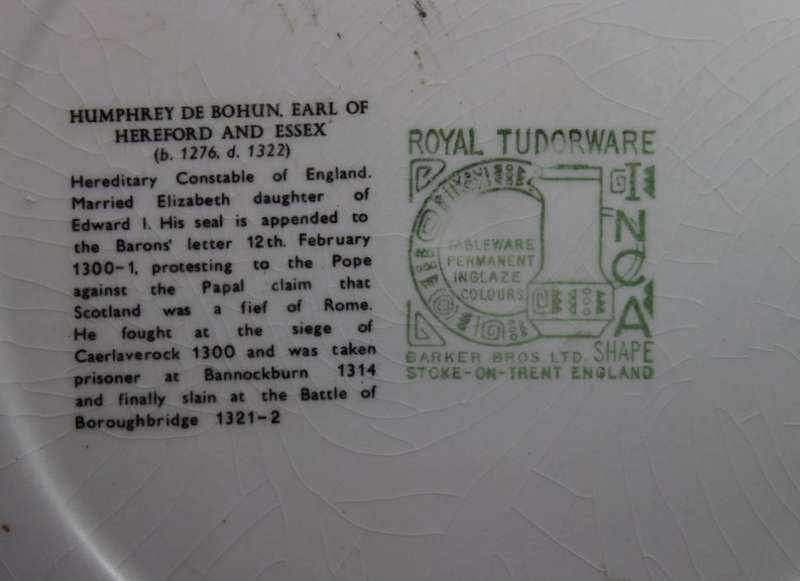 HUMPHREY DE BOHUN, EARL OF
HEREFORD AND ESSEX
(b. 1276, d. 1322)
Hereditary Constable of England.
Married Elizabeth daughter of
Edward I. His seal is appended to
the Barons' letter 12th. February
1300-1, protesting to the Pope
against the Papal claim that
Scotland was a fief of Rome.
He fought at the siege of
Caerlaverock 1300 and was taken
prisoner at Bannockburn 1314
and finally slain at the Battle of
Boroughbridge 1321-2
ROYAL TUDORWARE
INCA
TABLEWARE
PERMANENT
INGLAZE
COLOURS
SHAPE
BARKER BROS. LTD.
STOKE-ON-TRENT ENGLAND